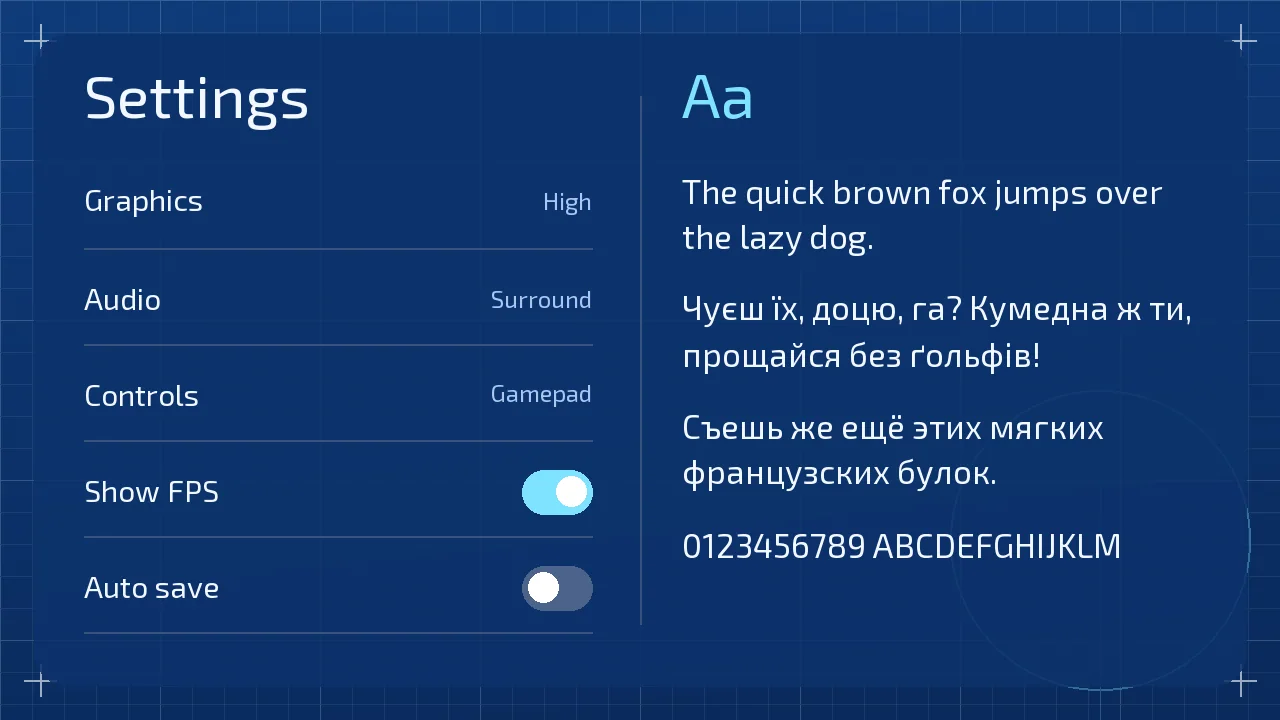 Settings
Graphics High
Audio Surround
Controls Gamepad
Show FPS
Auto save
Aa
The quick brown fox jumps over
the lazy dog.
Чуєш їх, доцю, га? Кумедна ж ти,
прощайся без ґольфів!
Съешь же ещё этих мягких
французских булок.
0123456789 ABCDEFGHIJKLM